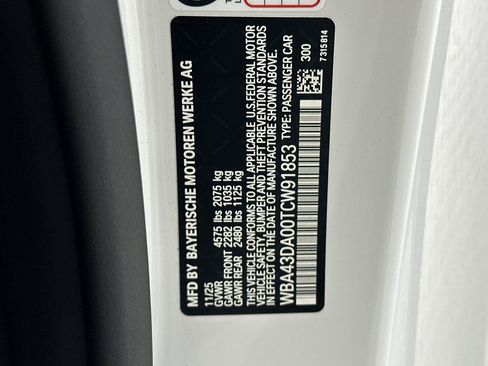 MFD BY BAYERISCHE MOTOREN WERKE AG
11/25
GVWR 4575 lbs 2075 kg
GAWR FRONT 2282 lbs 1035 kg
GAWR REAR 2480 lbs 1125 kg
THIS VEHICLE CONFORMS TO ALL APPLICABLE U.S.FEDERAL MOTOR
VEHICLE SAFETY, BUMPER AND THEFT PREVENTION STANDARDS
IN EFFECT ON THE DATE OF MANUFACTURE SHOWN ABOVE.
WBA43DA00TCW91853 TYPE: PASSENGER CAR
300
7315814